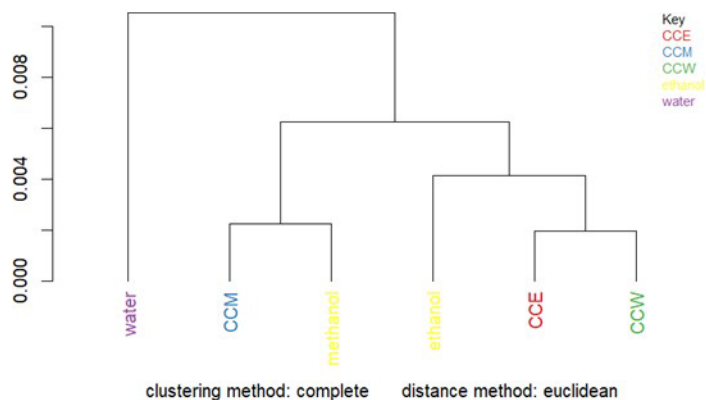 Key
CCE
CCM
CCW
ethanol
water
0.008
0.004
0.000
water
CCM
methanol
ethanol
CCE
CCW
clustering method: complete distance method: euclidean